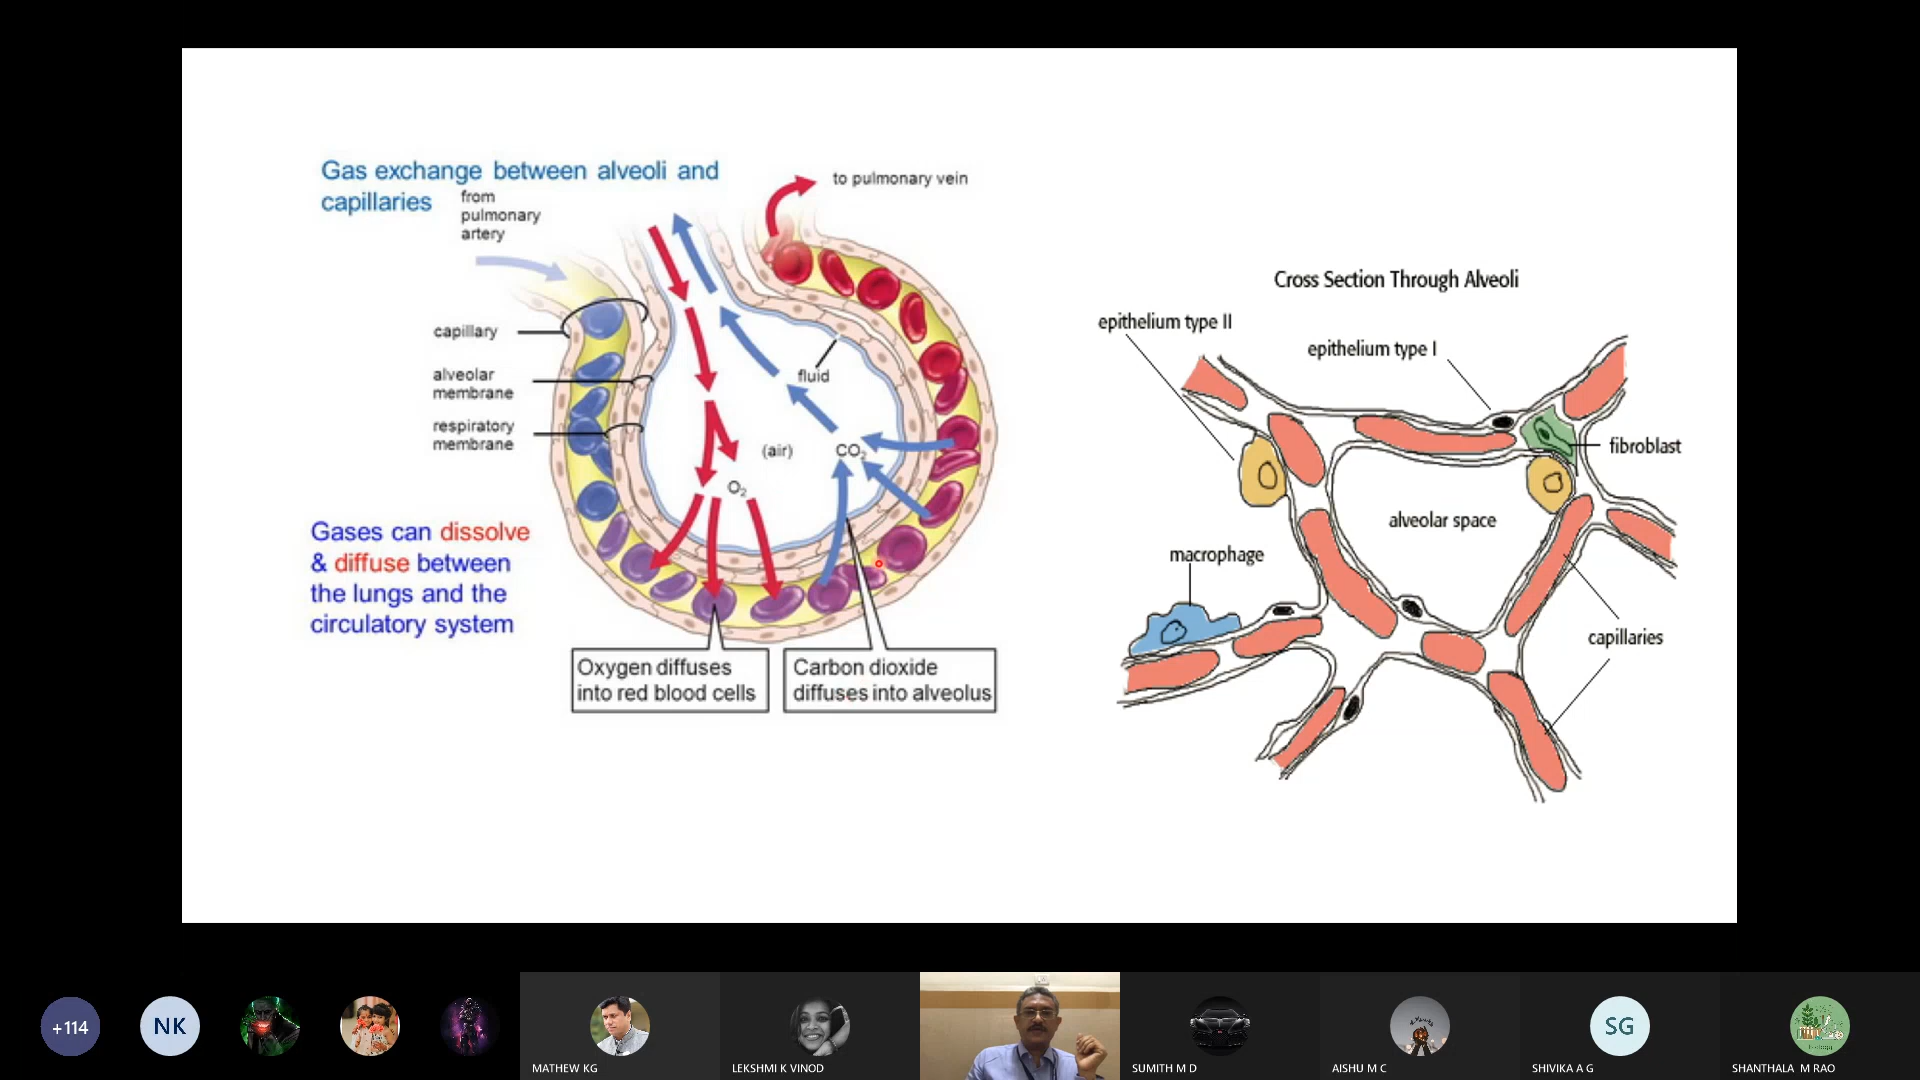 Gas exchange between alveoli and
capillaries
from
pulmonary
artery
to pulmonary vein
capillary
alveolar
membrane
respiratory
membrane
fluid
(air)
CO₂
O₂
Gases can dissolve
& diffuse between
the lungs and the
circulatory system
Oxygen diffuses
into red blood cells
Carbon dioxide
diffuses into alveolus
Cross Section Through Alveoli
epithelium type II
epithelium type I
fibroblast
alveolar space
macrophage
capillaries
+114
NK
MATHEW KG
LEKSHMI K VINOD
SUMITH M D
AISHU M C
SG
SHIVIKA A G
SHANTHALA M RAO